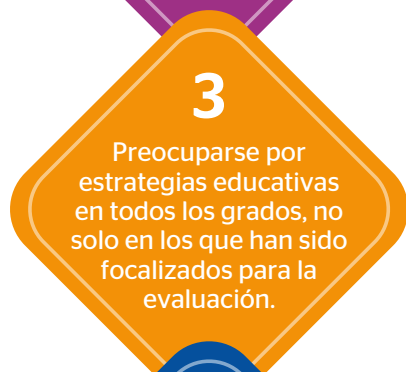 3
Preocuparse por
estrategias educativas
en todos los grados, no
solo en los que han sido
focalizados para la
evaluación.